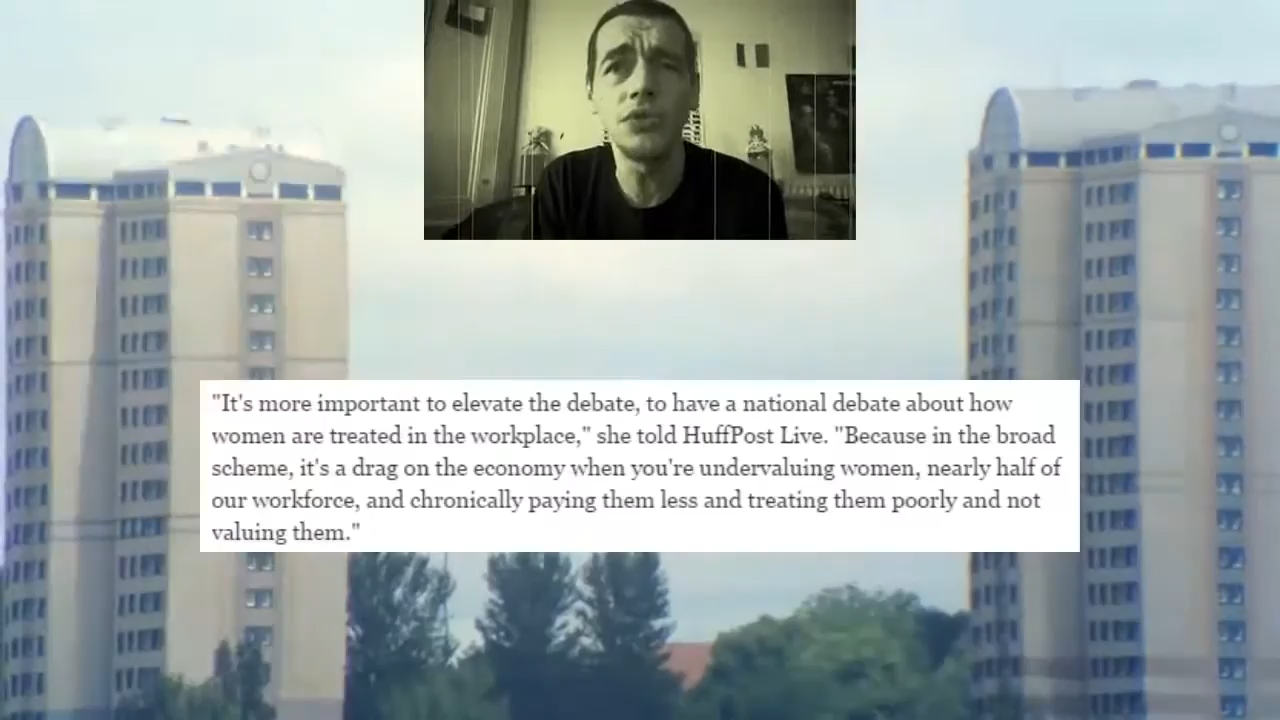 "It's more important to elevate the debate, to have a national debate about how
women are treated in the workplace," she told HuffPost Live. "Because in the broad
scheme, it's a drag on the economy when you're undervaluing women, nearly half of
our workforce, and chronically paying them less and treating them poorly and not
valuing them."